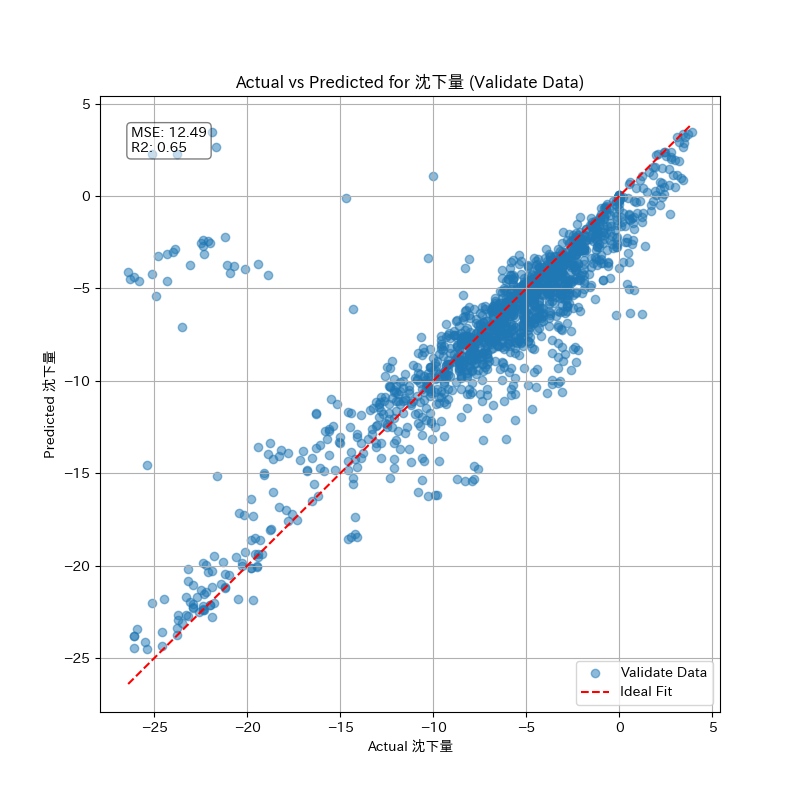 Actual vs Predicted for 沈下量 (Validate Data)
MSE: 12.49
R2: 0.65
5
0
−5
−10
−15
−20
−25
Predicted 沈下量
−25
−20
−15
−10
−5
0
5
Actual 沈下量
Validate Data
Ideal Fit